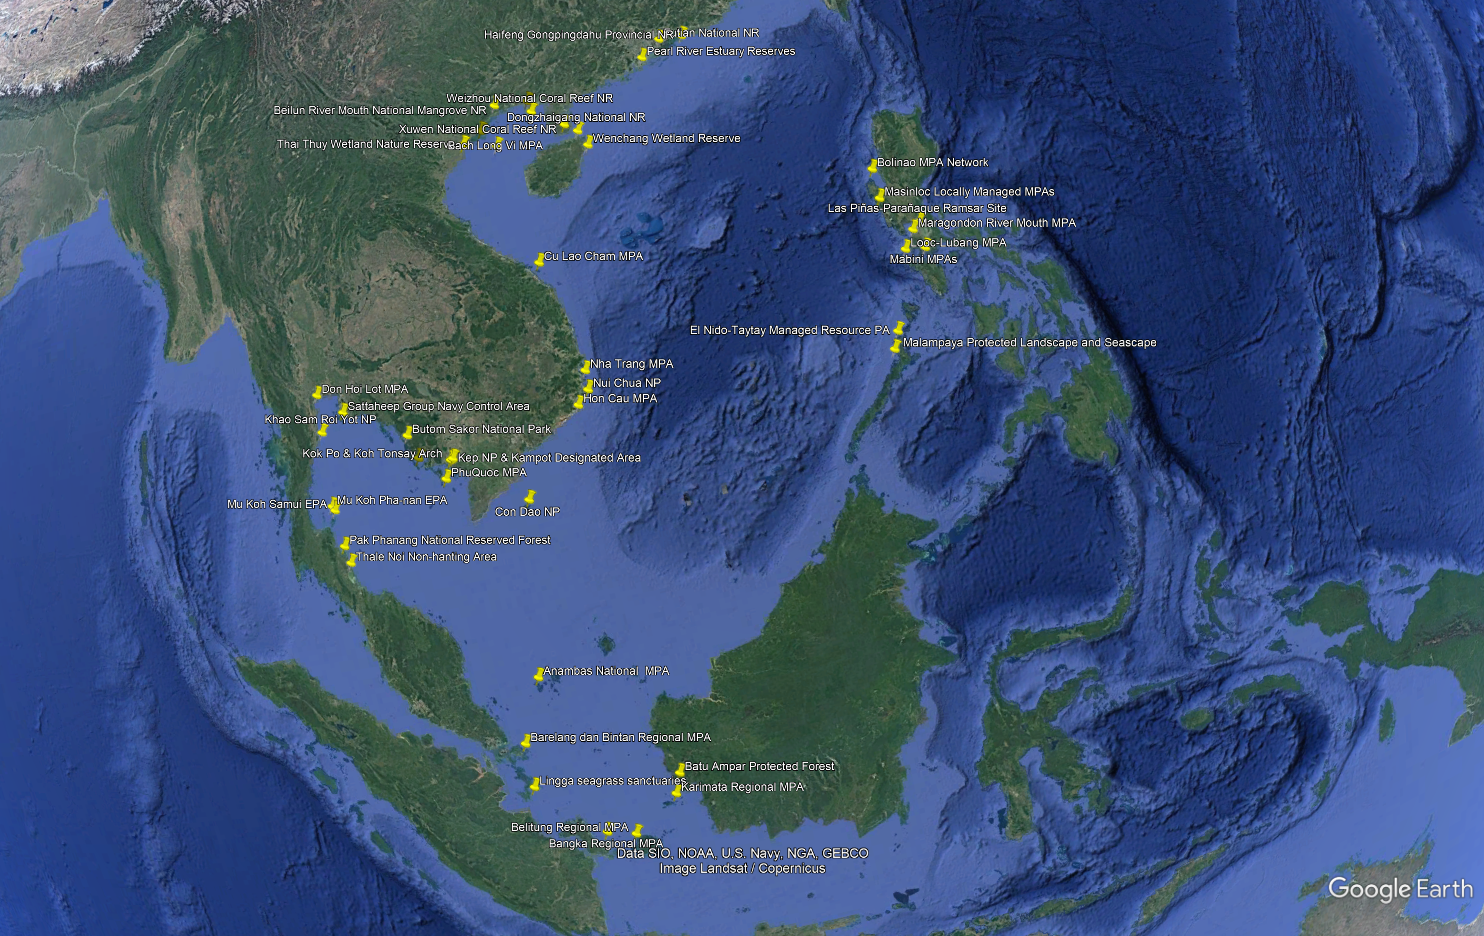 Haifeng Gongpingdahu Provincial NR
National NR
Pearl River Estuary Reserves
Weizhou National Coral Reef NR
Beilun River Mouth National Mangrove NR
Dongzhaigang National NR
Xuwen National Coral Reef NR
Wenchang Wetland Reserve
Thai Thuy Wetland Nature Reserve
Bach Long Vi MPA
Bolinao MPA Network
Masinloc Locally Managed MPAs
Las Piñas-Parañaque Ramsar Site
Maragondon River Mouth MPA
Looc-Lubang MPA
Cu Lao Cham MPA
Mabini MPAs
El Nido-Taytay Managed Resource PA
Malampaya Protected Landscape and Seascape
Nha Trang MPA
Nui Chua NP
Don Hoi Lot MPA
Hon Cau MPA
Sattaheep Group Navy Control Area
Khao Sam Roi Yot NP
Butom Sakor National Park
Kok Po & Koh Tonsay Arch
Kep NP & Kampot Designated Area
PhuQuoc MPA
Mu Koh Samui EPA
Mu Koh Pha-nan EPA
Con Dao NP
Pak Phanang National Reserved Forest
Thale Noi Non-hanting Area
Anambas National MPA
Barelang dan Bintan Regional MPA
Batu Ampar Protected Forest
Lingga seagrass sanctuaries
Karimata Regional MPA
Belitung Regional MPA
Bangka Regional MPA
Data SIO, NOAA, U.S. Navy, NGA, GEBCO
Image Landsat / Copernicus
Google Earth